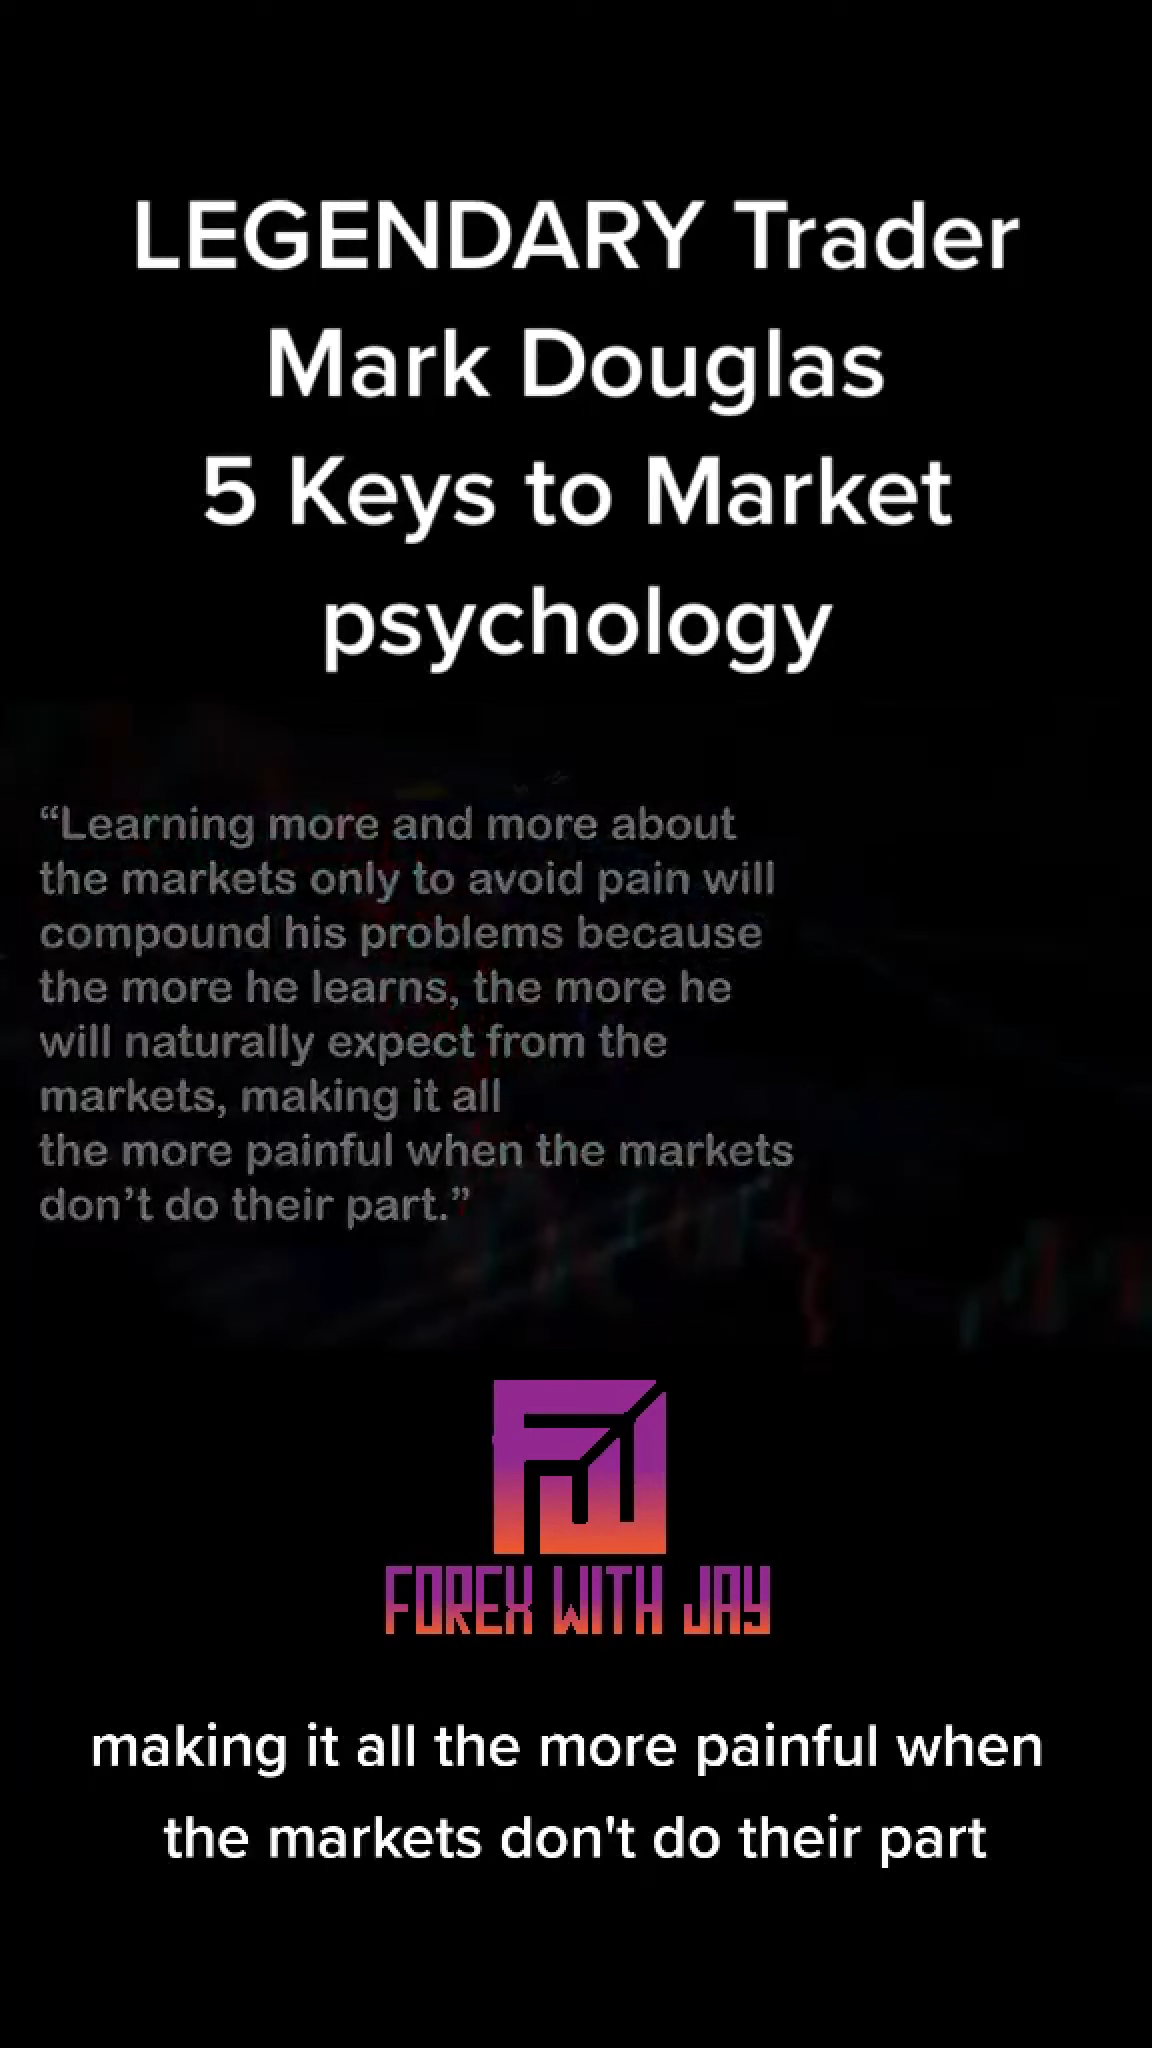 LEGENDARY Trader
Mark Douglas
5 Keys to Market
psychology
“Learning more and more about
the markets only to avoid pain will
compound his problems because
the more he learns, the more he
will naturally expect from the
markets, making it all
the more painful when the markets
don’t do their part.”
FW
FOREX WITH JAY
making it all the more painful when
the markets don't do their part